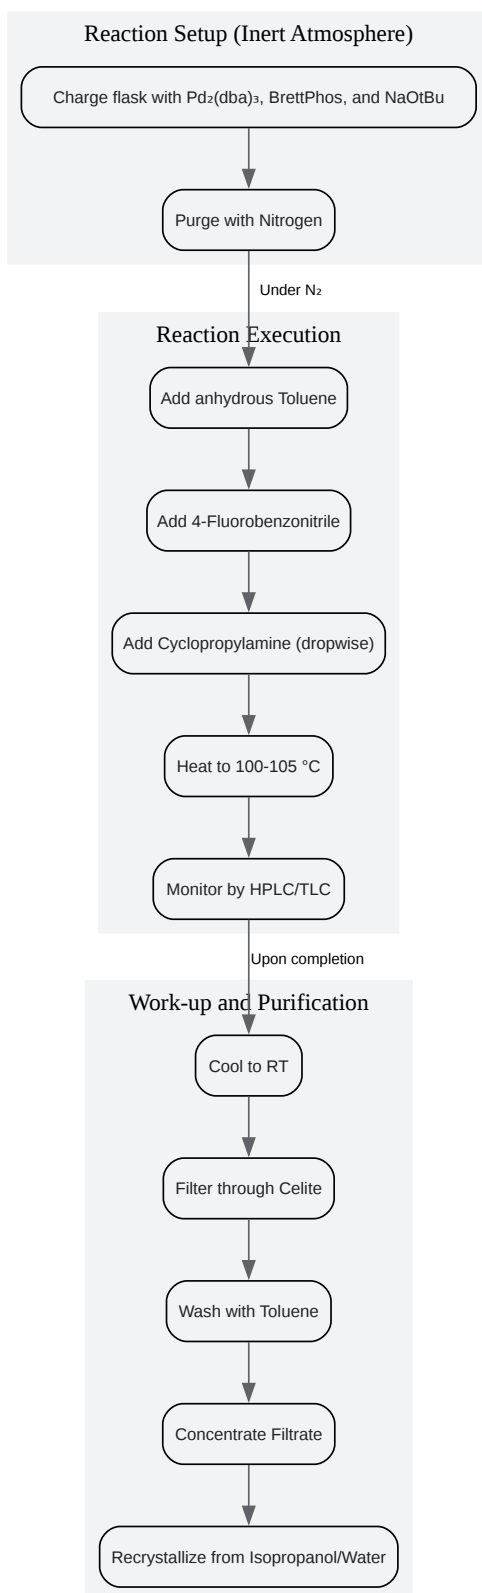 Reaction Setup (Inert Atmosphere)
Charge flask with Pd₂(dba)₃, BrettPhos, and NaOtBu
Purge with Nitrogen
Under N₂
Reaction Execution
Add anhydrous Toluene
Add 4-Fluorobenzonitrile
Add Cyclopropylamine (dropwise)
Heat to 100-105 °C
Monitor by HPLC/TLC
Upon completion
Work-up and Purification
Cool to RT
Filter through Celite
Wash with Toluene
Concentrate Filtrate
Recrystallize from Isopropanol/Water